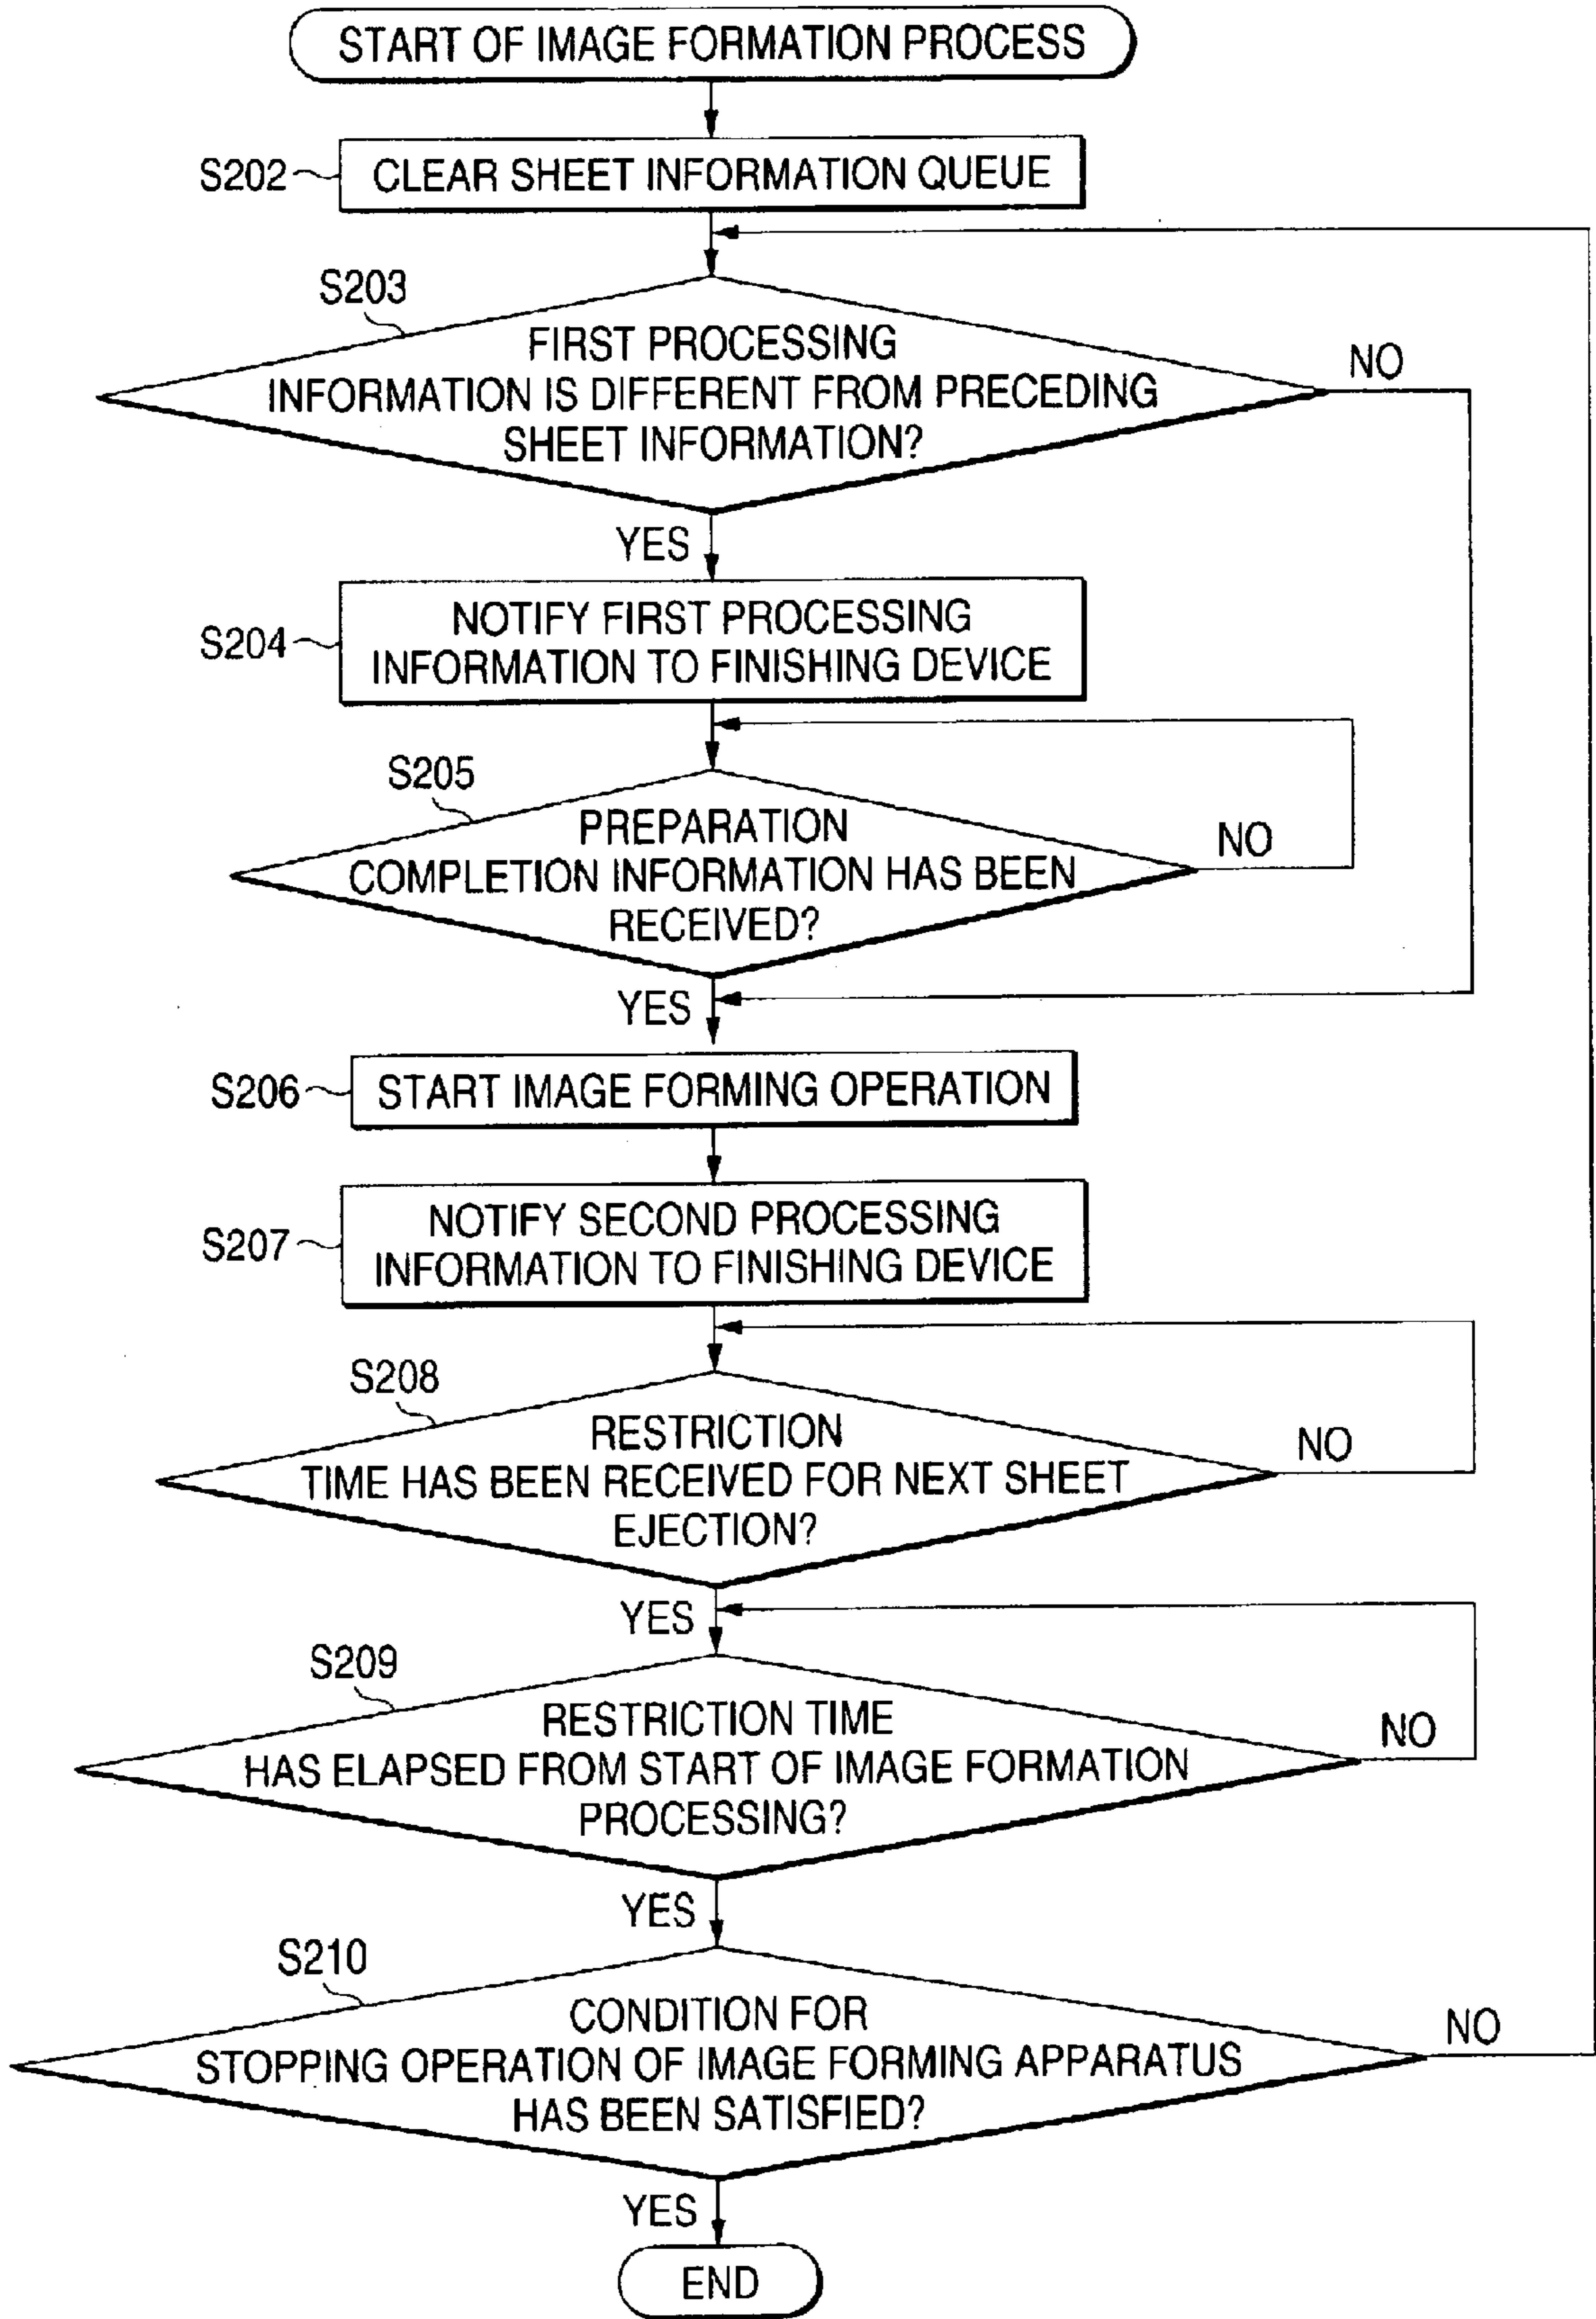 START OF IMAGE FORMATION PROCESS
S202
CLEAR SHEET INFORMATION QUEUE
S203
FIRST PROCESSING
INFORMATION IS DIFFERENT FROM PRECEDING
SHEET INFORMATION?
NO
YES
S204
NOTIFY FIRST PROCESSING
INFORMATION TO FINISHING DEVICE
S205
PREPARATION
COMPLETION INFORMATION HAS BEEN
RECEIVED?
NO
YES
S206
START IMAGE FORMING OPERATION
S207
NOTIFY SECOND PROCESSING
INFORMATION TO FINISHING DEVICE
S208
RESTRICTION
TIME HAS BEEN RECEIVED FOR NEXT SHEET
EJECTION?
NO
YES
S209
RESTRICTION TIME
HAS ELAPSED FROM START OF IMAGE FORMATION
PROCESSING?
NO
YES
S210
CONDITION FOR
STOPPING OPERATION OF IMAGE FORMING APPARATUS
HAS BEEN SATISFIED?
NO
YES
END